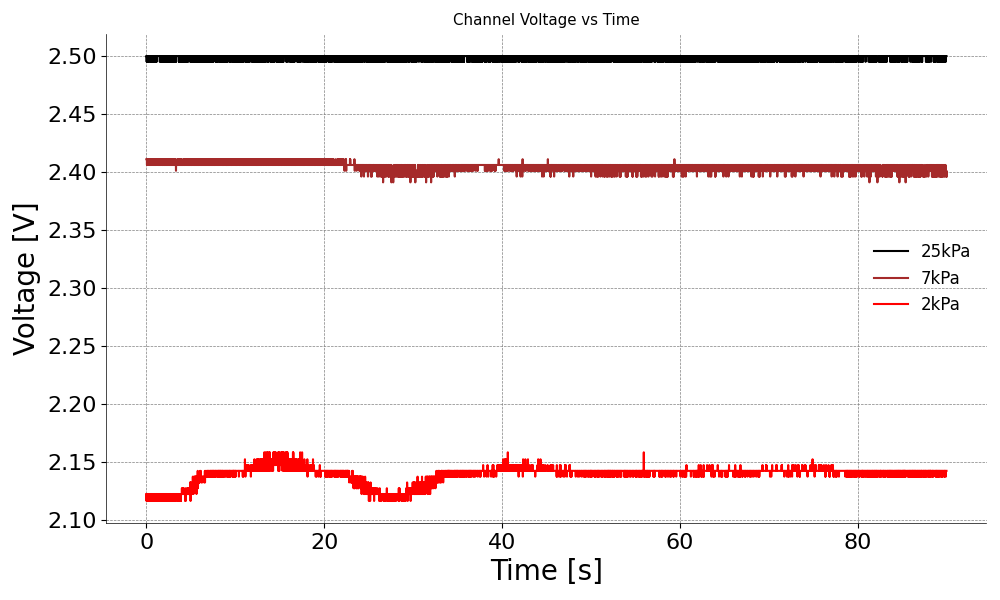 Channel Voltage vs Time
Voltage [V]
2.50
2.45
2.40
2.35
2.30
2.25
2.20
2.15
2.10
25kPa
7kPa
2kPa
0 20 40 60 80
Time [s]